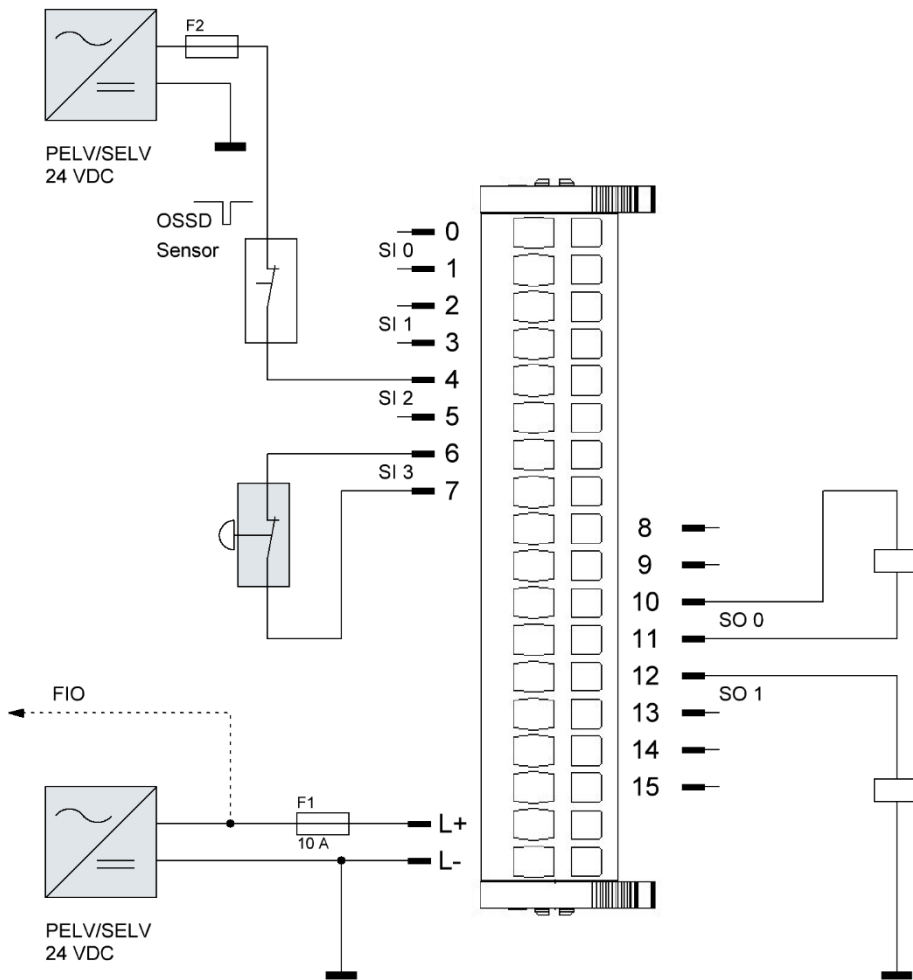 F2
PELV/SELV
24 VDC
OSSD
Sensor
0
SI 0
1
2
SI 1
3
4
SI 2
5
6
SI 3
7
8
9
10
SO 0
11
12
SO 1
13
14
15
FIO
F1
10 A
L+
L-
PELV/SELV
24 VDC